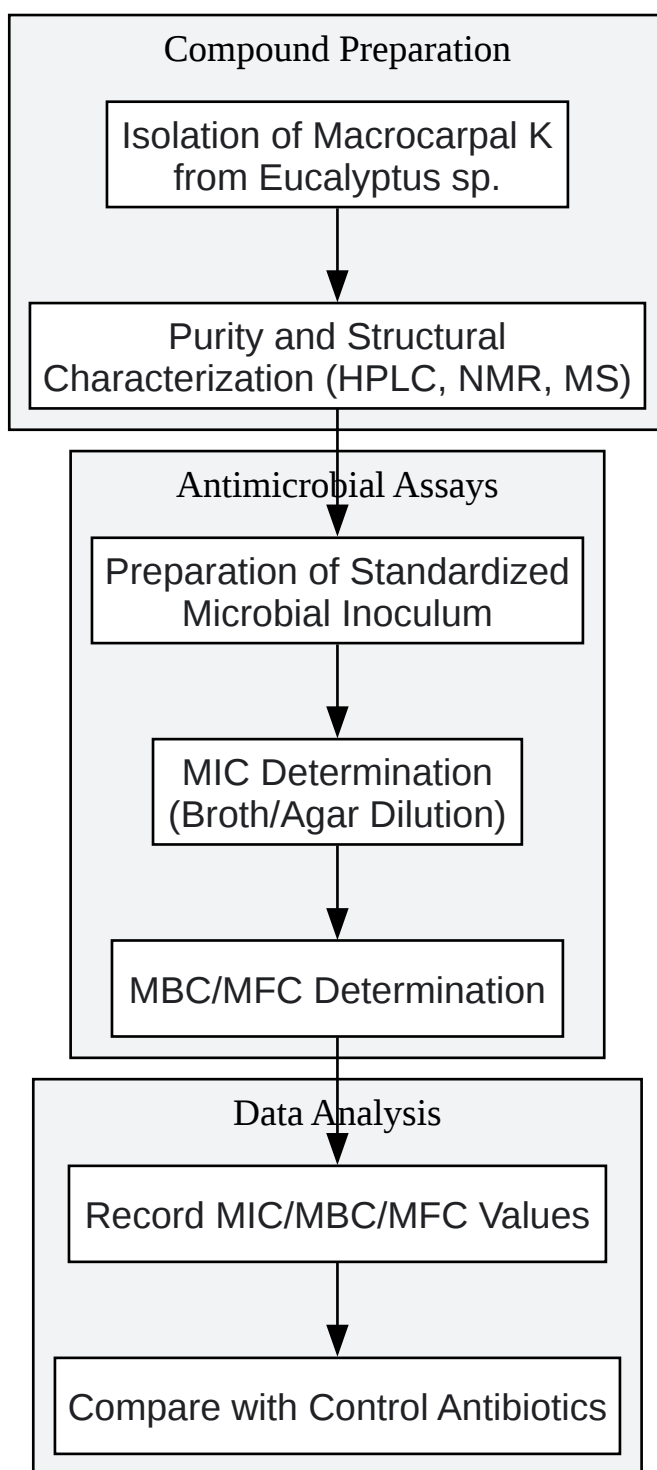 Compound Preparation
Isolation of Macrocarpal K
from Eucalyptus sp.
Purity and Structural
Characterization (HPLC, NMR, MS)
Antimicrobial Assays
Preparation of Standardized
Microbial Inoculum
MIC Determination
(Broth/Agar Dilution)
MBC/MFC Determination
Data Analysis
Record MIC/MBC/MFC Values
Compare with Control Antibiotics